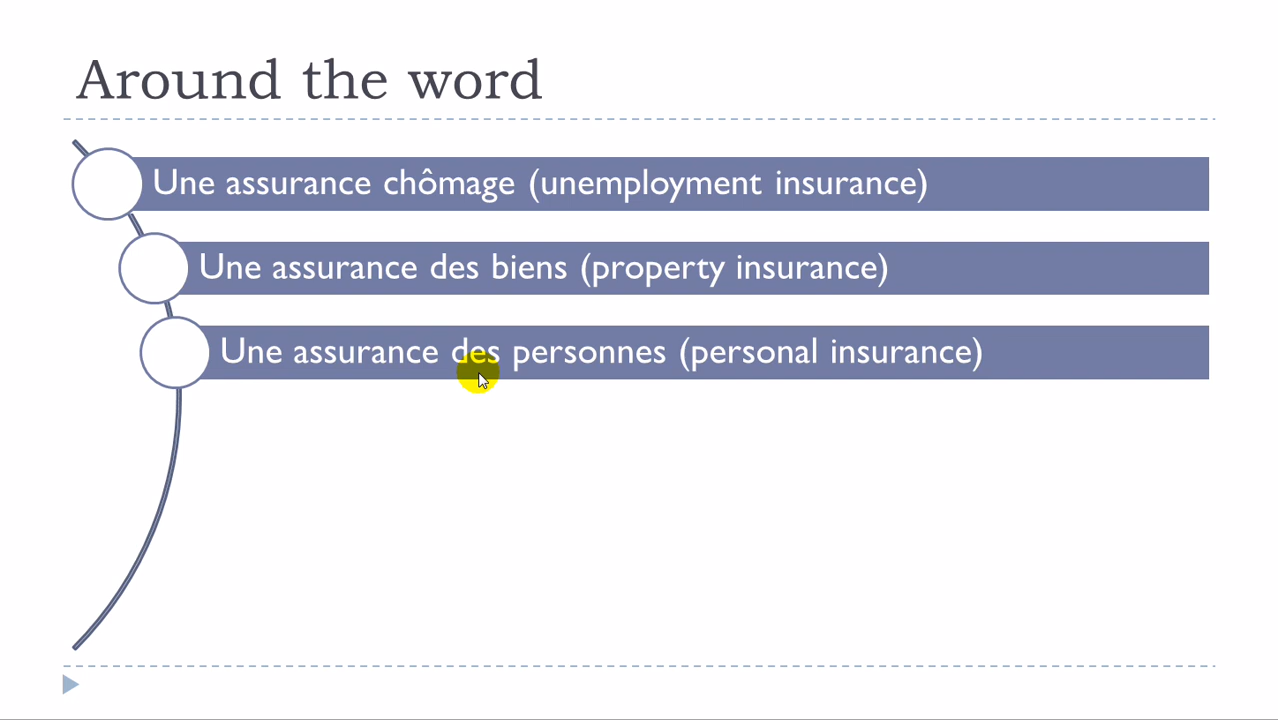 Around the word
Une assurance chômage (unemployment insurance)
Une assurance des biens (property insurance)
Une assurance des personnes (personal insurance)